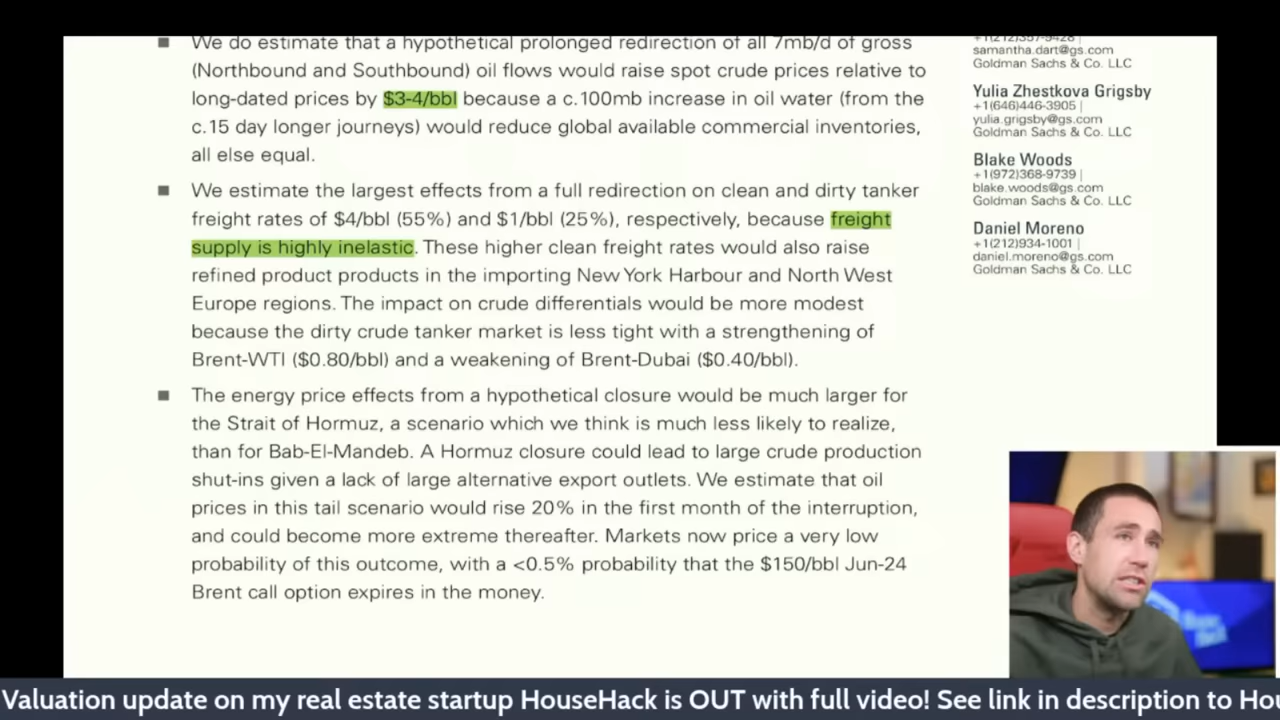 We do estimate that a hypothetical prolonged redirection of all 7mb/d of gross
(Northbound and Southbound) oil flows would raise spot crude prices relative to
long-dated prices by $3-4/bbl because a c.100mb increase in oil water (from the
c.15 day longer journeys) would reduce global available commercial inventories,
all else equal.
We estimate the largest effects from a full redirection on clean and dirty tanker
freight rates of $4/bbl (55%) and $1/bbl (25%), respectively, because freight
supply is highly inelastic. These higher clean freight rates would also raise
refined product products in the importing New York Harbour and North West
Europe regions. The impact on crude differentials would be more modest
because the dirty crude tanker market is less tight with a strengthening of
Brent-WTI ($0.80/bbl) and a weakening of Brent-Dubai ($0.40/bbl).
The energy price effects from a hypothetical closure would be much larger for
the Strait of Hormuz, a scenario which we think is much less likely to realize,
than for Bab-El-Mandeb. A Hormuz closure could lead to large crude production
shut-ins given a lack of large alternative export outlets. We estimate that oil
prices in this tail scenario would rise 20% in the first month of the interruption,
and could become more extreme thereafter. Markets now price a very low
probability of this outcome, with a <0.5% probability that the $150/bbl Jun-24
Brent call option expires in the money.
+1(212)357-9428 |
samantha.dart@gs.com
Goldman Sachs & Co. LLC
Yulia Zhestkova Grigsby
+1(646)446-3905 |
yulia.grigsby@gs.com
Goldman Sachs & Co. LLC
Blake Woods
+1(972)368-9739 |
blake.woods@gs.com
Goldman Sachs & Co. LLC
Daniel Moreno
+1(212)934-1001 |
daniel.moreno@gs.com
Goldman Sachs & Co. LLC
Valuation update on my real estate startup HouseHack is OUT with full video! See link in description to Hou